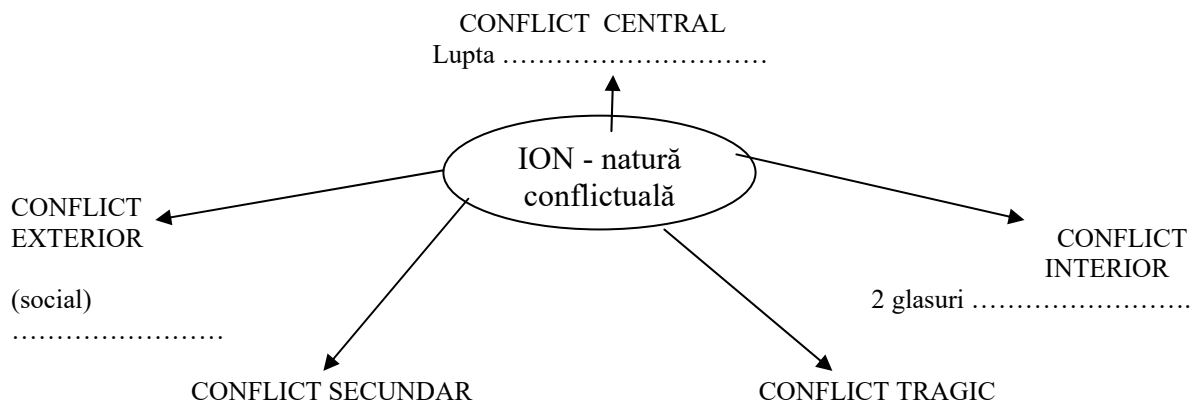 CONFLICT CENTRAL
Lupta …………………………
ION - natură
conflictuală
CONFLICT
EXTERIOR
(social)
……………………
CONFLICT
INTERIOR
2 glasuri …………………….
CONFLICT SECUNDAR
CONFLICT TRAGIC